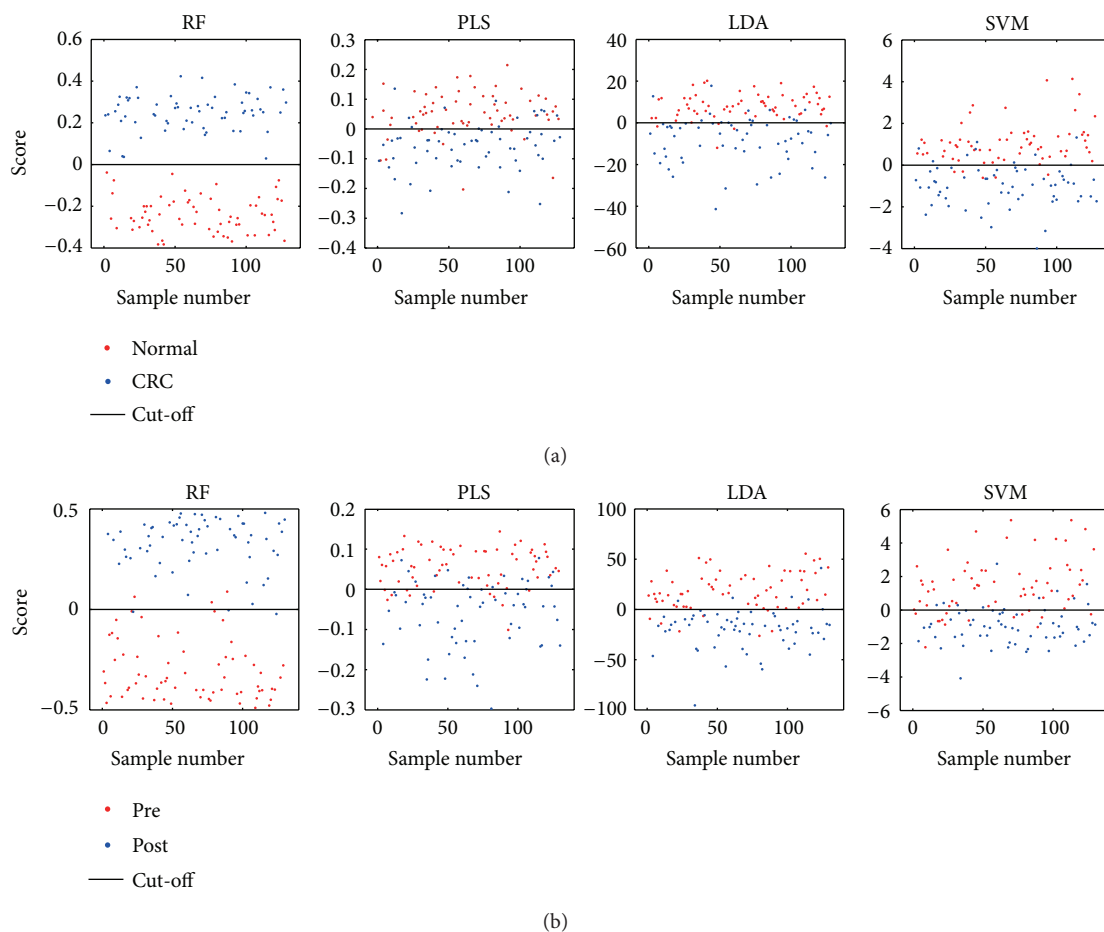 RF PLS LDA SVM
0.6 0.3 40 6
0.4 0.2 20 4
0.2 0.1 0 2
0 0 −20 0
−0.2 −0.1 −40 −2
−0.4 −0.2 −60 −4
−0.3
−0.4
Score
0 50 100 0 50 100 0 50 100 0 50 100
Sample number Sample number Sample number Sample number
Normal
CRC
Cut-off
(a)
RF PLS LDA SVM
0.5 0.2 100 6
0 0.1 50 4
−0.5 0 0 2
−0.1 −50 0
−0.2 −100 −2
−0.3 −4
−6
Score
0 50 100 0 50 100 0 50 100 0 50 100
Sample number Sample number Sample number Sample number
Pre
Post
Cut-off
(b)